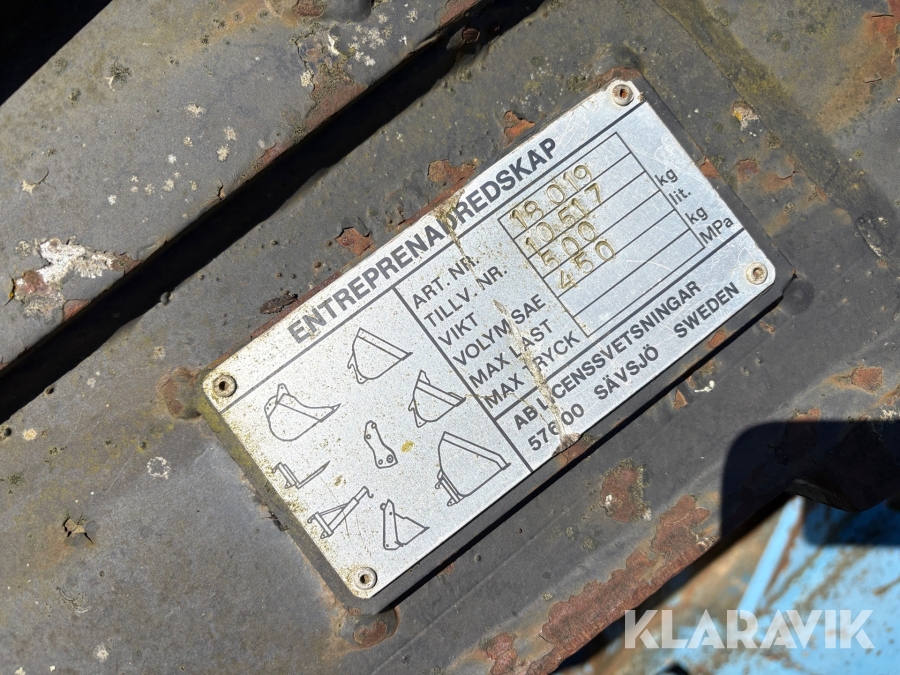 ENTREPRENADREDSKAP
ART. NR. 18 019
TILLV. NR. 10 517
VIKT 500 kg
VOLYM SAE 450 lit.
MAX LAST kg
MAX TRYCK MPa
AB LICENSSVETSNINGAR
57600 SÄVSJÖ SWEDEN
KLARAVIK